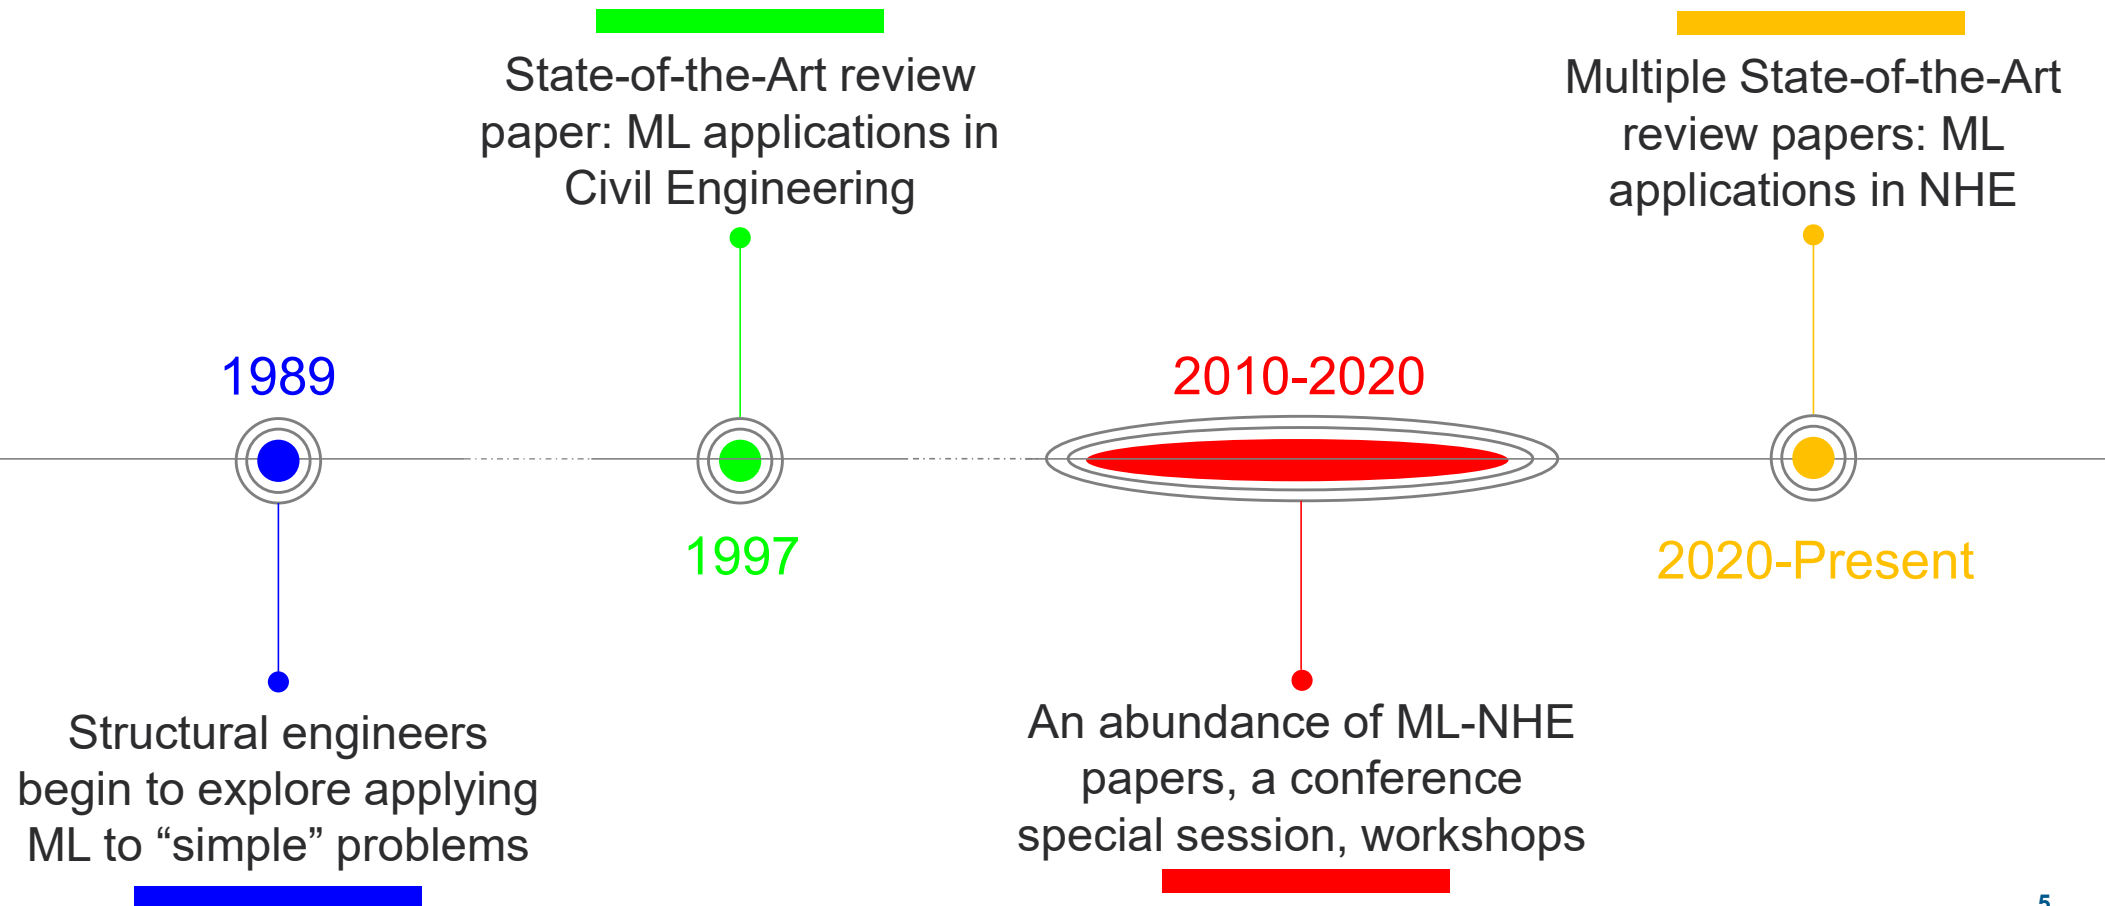 State-of-the-Art review
paper: ML applications in
Civil Engineering
Multiple State-of-the-Art
review papers: ML
applications in NHE
1989
2010-2020
1997
2020-Present
Structural engineers
begin to explore applying
ML to “simple” problems
An abundance of ML-NHE
papers, a conference
special session, workshops
5